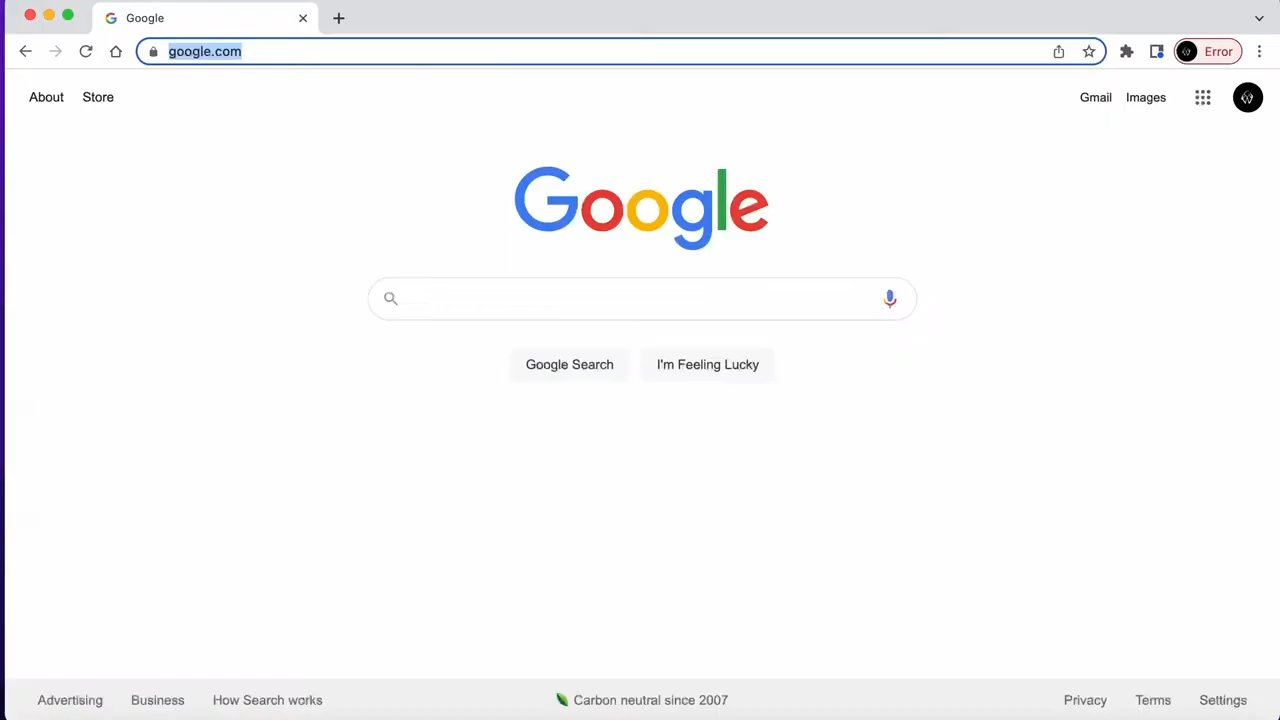 Google
google.com
Error
About Store
Gmail Images
Google
Google Search I'm Feeling Lucky
Advertising Business How Search works
Carbon neutral since 2007
Privacy Terms Settings